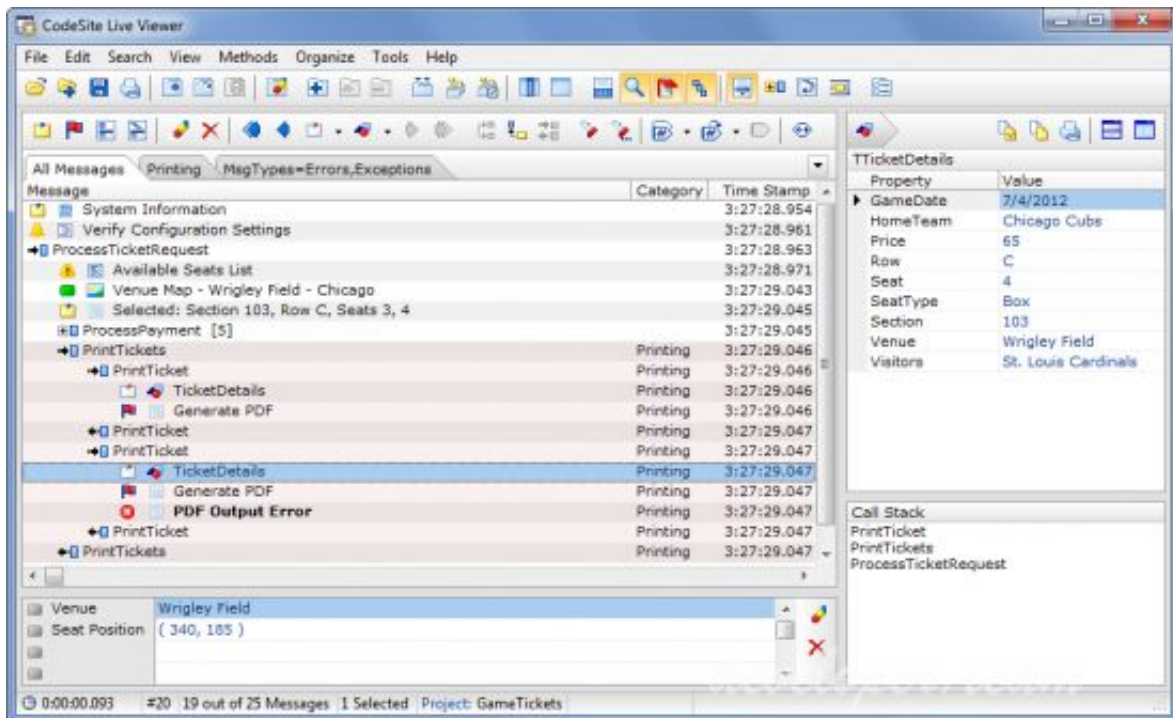 CodeSite Live Viewer
File Edit Search View Methods Organize Tools Help
All Messages Printing MsgTypes=Errors,Exceptions
Message Category Time Stamp
System Information 3:27:28.954
Verify Configuration Settings 3:27:28.961
ProcessTicketRequest 3:27:28.963
Available Seats List 3:27:28.971
Venue Map - Wrigley Field - Chicago 3:27:29.043
Selected: Section 103, Row C, Seats 3, 4 3:27:29.045
ProcessPayment [5] 3:27:29.045
PrintTickets Printing 3:27:29.046
PrintTicket Printing 3:27:29.046
TicketDetails Printing 3:27:29.046
Generate PDF Printing 3:27:29.046
PrintTicket Printing 3:27:29.047
PrintTicket Printing 3:27:29.047
TicketDetails Printing 3:27:29.047
Generate PDF Printing 3:27:29.047
PDF Output Error Printing 3:27:29.047
PrintTicket Printing 3:27:29.047
PrintTickets Printing 3:27:29.047
Venue Wrigley Field
Seat Position ( 340, 185 )
TTicketDetails
Property Value
GameDate 7/4/2012
HomeTeam Chicago Cubs
Price 65
Row C
Seat 4
SeatType Box
Section 103
Venue Wrigley Field
Visitors St. Louis Cardinals
Call Stack
PrintTicket
PrintTickets
ProcessTicketRequest
0:00:00.093 #20 19 out of 25 Messages 1 Selected Project: GameTickets